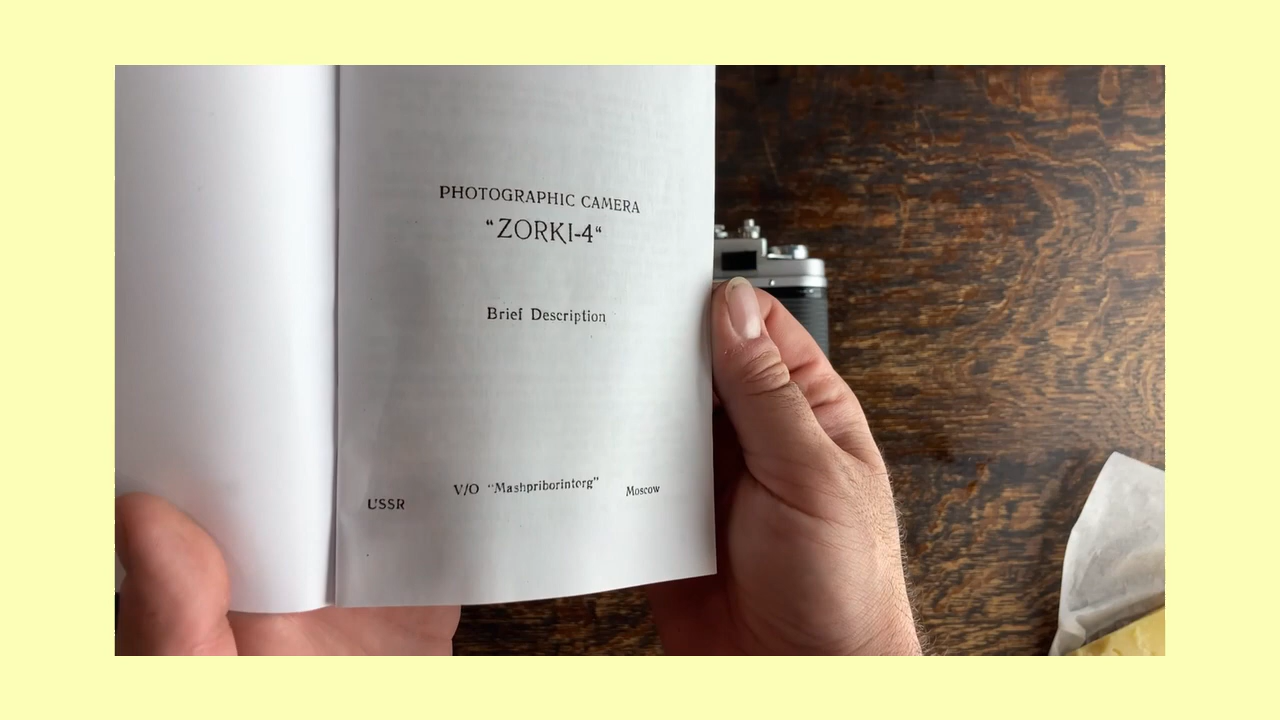 PHOTOGRAPHIC CAMERA
“ZORKI-4“
Brief Description
USSR V/O “Mashpriborintorg” Moscow